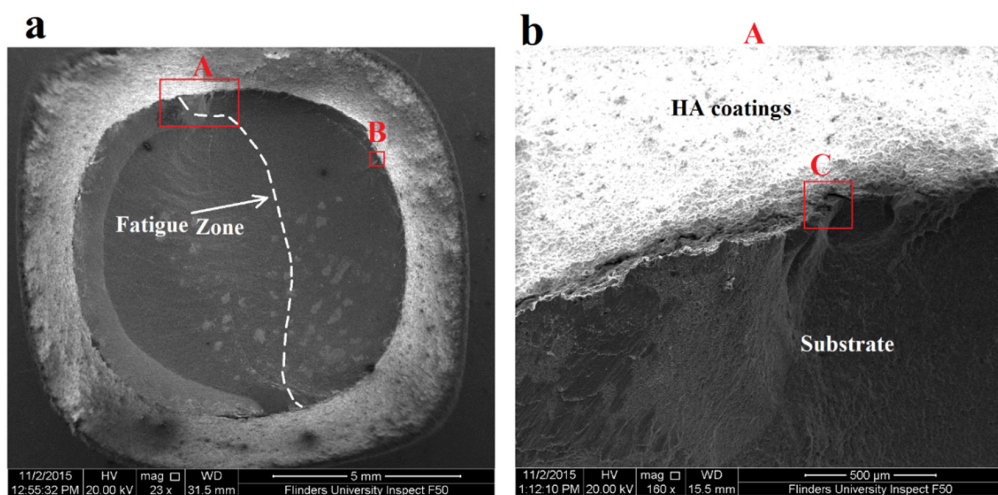 a
A
B
Fatigue Zone
11/2/2015 HV mag WD 5 mm
12:55:32 PM 20.00 kV 23 x 31.5 mm Flinders University Inspect F50
b
A
HA coatings
C
Substrate
11/2/2015 HV mag WD 500 µm
1:12:10 PM 20.00 kV 160 x 15.5 mm Flinders University Inspect F50